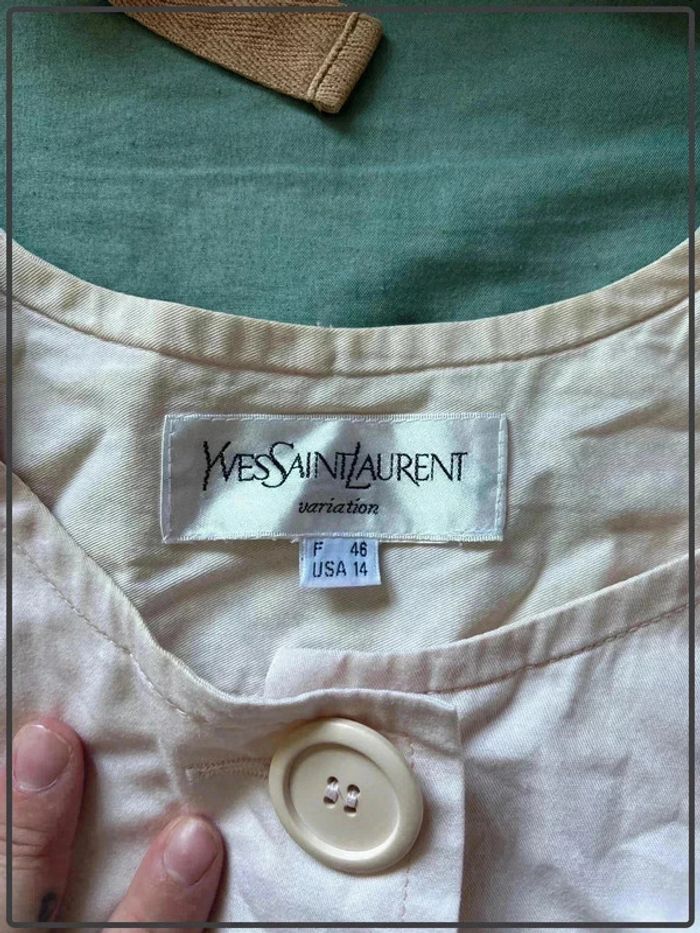 YVESSAINTLAURENT
variation
F 46
USA 14